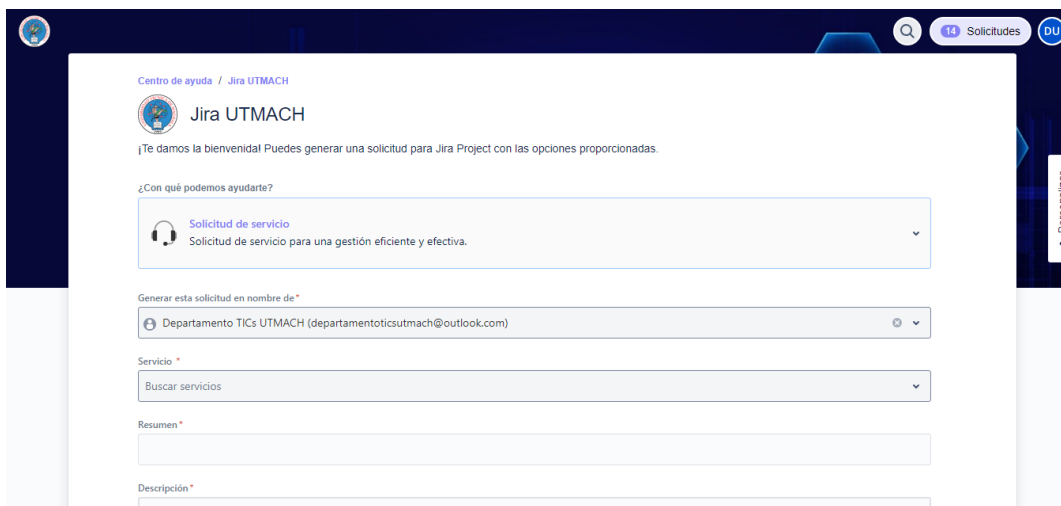 14 Solicitudes DU
Centro de ayuda / Jira UTMACH
Jira UTMACH
¡Te damos la bienvenida! Puedes generar una solicitud para Jira Project con las opciones proporcionadas.
¿Con qué podemos ayudarte?
Solicitud de servicio
Solicitud de servicio para una gestión eficiente y efectiva.
Generar esta solicitud en nombre de*
Departamento TICs UTMACH (departamentoticsutmach@outlook.com)
Servicio *
Buscar servicios
Resumen*
Descripción*